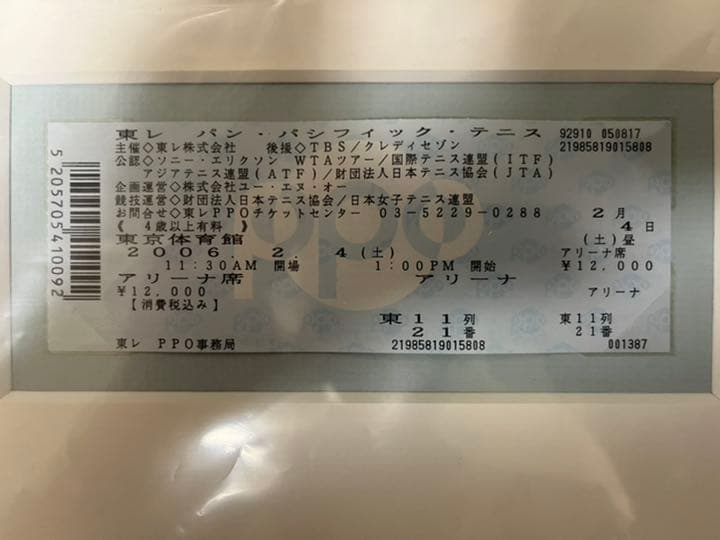 東レ パン・パシフィック・テニス 92910 050817
主催◇東レ株式会社 後援◇TBS/クレディセゾン 21985819015808
公認◇ソニー・エリクソン WTAツアー/国際テニス連盟(ITF)
アジアテニス連盟(ATF)/財団法人日本テニス協会(JTA)
企画運営◇株式会社ユー・エヌ・オー
競技運営◇財団法人日本テニス協会/日本女子テニス連盟
お問合せ◇東レPPOチケットセンター 03-5229-0288 2月
《 4歳以上有料 》 4日
東京体育館 (土)昼
2006. 2. 4(土) アリーナ席
11:30AM 開場 1:00PM 開始 ¥12,000
アリーナ席 アリーナ
¥12,000 アリーナ
【消費税込み】
東11列 東11列
21番 21番
東レ PPO事務局 21985819015808 001387
5205705410092
PPO